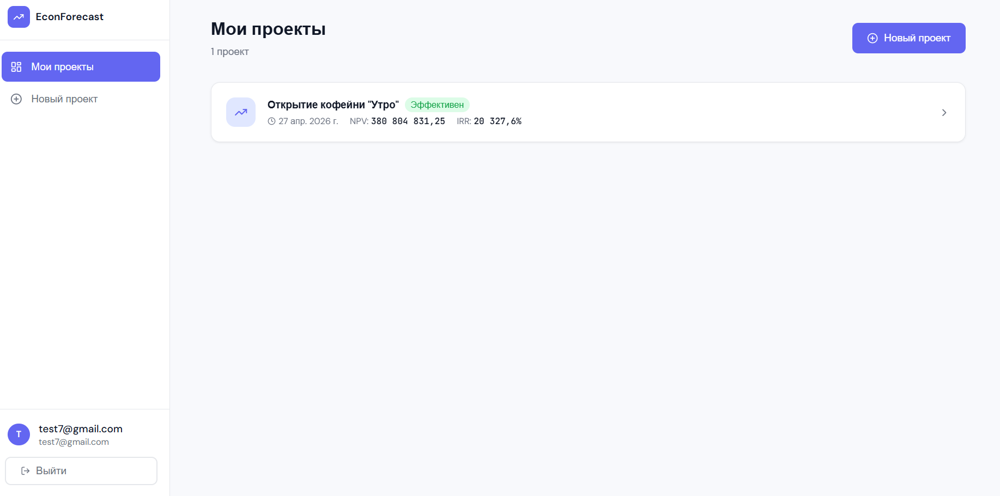 EconForecast
Мои проекты
Новый проект
Мои проекты
1 проект
Новый проект
Открытие кофейни "Утро" Эффективен
27 апр. 2026 г. NPV: 380 804 831,25 IRR: 20 327,6%
T
test7@gmail.com
test7@gmail.com
Выйти